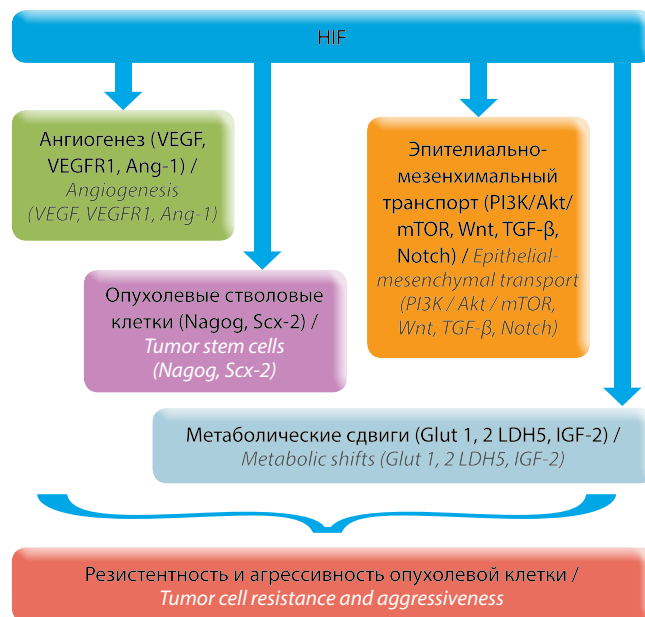 HIF
Ангиогенез (VEGF,
VEGFR1, Ang-1) /
Angiogenesis
(VEGF, VEGFR1, Ang-1)
Эпителиально-
мезенхимальный
транспорт (PI3K/Akt/
mTOR, Wnt, TGF-β,
Notch) / Epithelial-
mesenchymal transport
(PI3K / Akt / mTOR,
Wnt, TGF-β, Notch)
Опухолевые стволовые
клетки (Nagog, Scx-2) /
Tumor stem cells
(Nagog, Scx-2)
Метаболические сдвиги (Glut 1, 2 LDH5, IGF-2) /
Metabolic shifts (Glut 1, 2 LDH5, IGF-2)
Резистентность и агрессивность опухолевой клетки /
Tumor cell resistance and aggressiveness